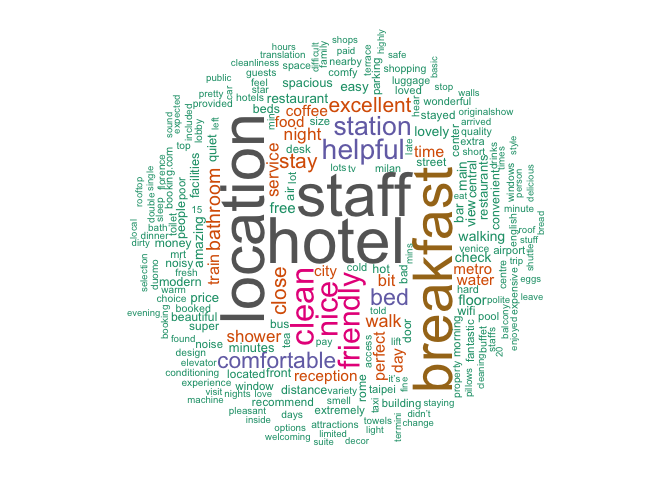 hours
shops
translation
difficult
family
paid
terrace
highly
cleanliness
space
nearby
safe
guests
comfy
parking
shopping
basic
public
feel
spacious
easy
luggage
car
star
loved
hear
stop
walls
pretty
hotels
restaurant
excellent
wonderful
provided
beds
coffee
stayed
originalshow
sound
expected
included
lobby
left
min
food
size
station
arrived
top
quiet
night
helpful
late
lovely
center
quality
extra
dinner
booking.com
florence
facilities
service
desk
time
short
street
stay
lots
tv
milan
drinks
times
style
rooftop
double
single
sleep
people
poor
bathroom
location
air
lot
staff
breakfast
main
central
view
restaurants
convenient
windows
person
delicious
local
bath
toilet
15
amazing
free
hotel
bar
english
minute
roof
dirty
money
train
walking
stuff
bread
selection
duomo
mrt
noisy
city
cold
hot
bad
mins
check
venice
airport
shuttle
fresh
modern
close
clean
nice
friendly
bit
metro
centre
trip
warm
water
expensive
eggs
choice
price
bed
hard
polite
leave
evening
booking
booked
beautiful
told
floor
wifi
pool
balcony
enjoyed
super
bus
walk
door
found
noise
shower
tea
pay
access
perfect
day
lift
morning
fantastic
buffet
staffs
20
design
minutes
elevator
comfortable
conditioning
located
front
reception
rome
it's
fine
property
pillows
cleaning
experience
window
taipei
visit
nights
love
distance
variety
machine
recommend
smell
taxi
building
staying
pleasant
days
extremely
towels
termini
didn't
change
inside
options
attractions
light
welcoming
limited
suite
decor